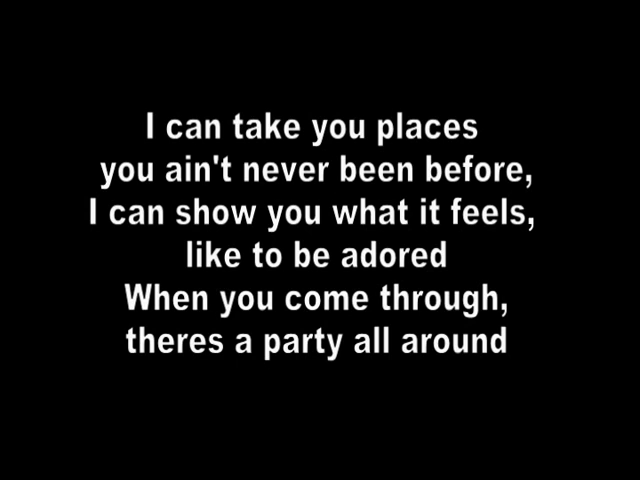 I can take you places
you ain't never been before,
I can show you what it feels,
like to be adored
When you come through,
theres a party all around